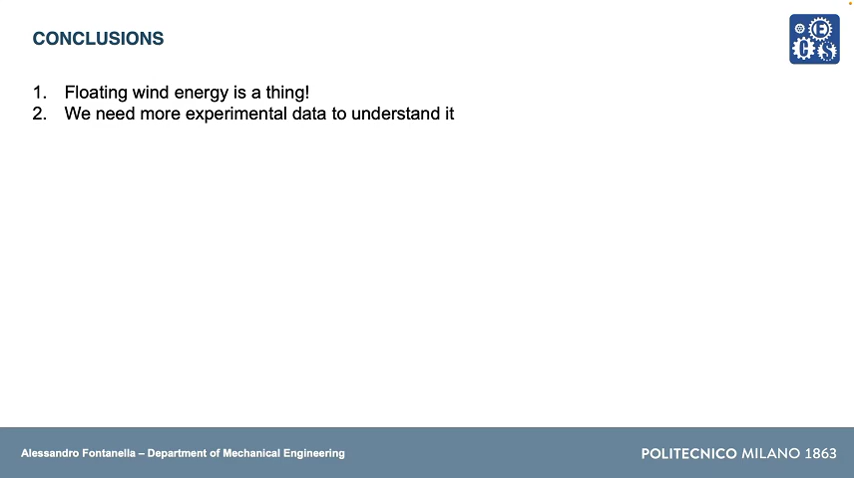 CONCLUSIONS
1. Floating wind energy is a thing!
2. We need more experimental data to understand it
Alessandro Fontanella – Department of Mechanical Engineering
POLITECNICO MILANO 1863